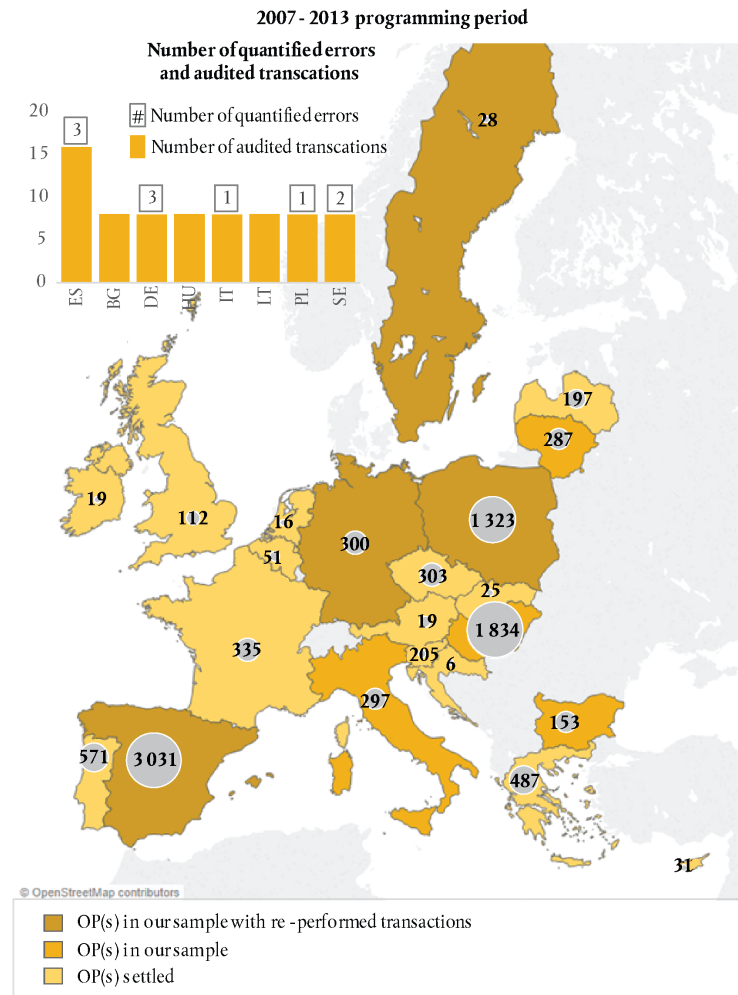 2007 - 2013 programming period
Number of quantified errors
and audited transcations
# Number of quantified errors
Number of audited transcations
20
15
10
5
0
3
3
1
1
2
ES
BG
DE
HU
IT
LT
PL
SE
28
197
287
19
112
16
51
300
1 323
303
25
19
1 834
335
205
6
297
153
571
3 031
487
31
© OpenStreetMap contributors
OP(s) in our sample with re -performed transactions
OP(s) in our sample
OP(s) settled